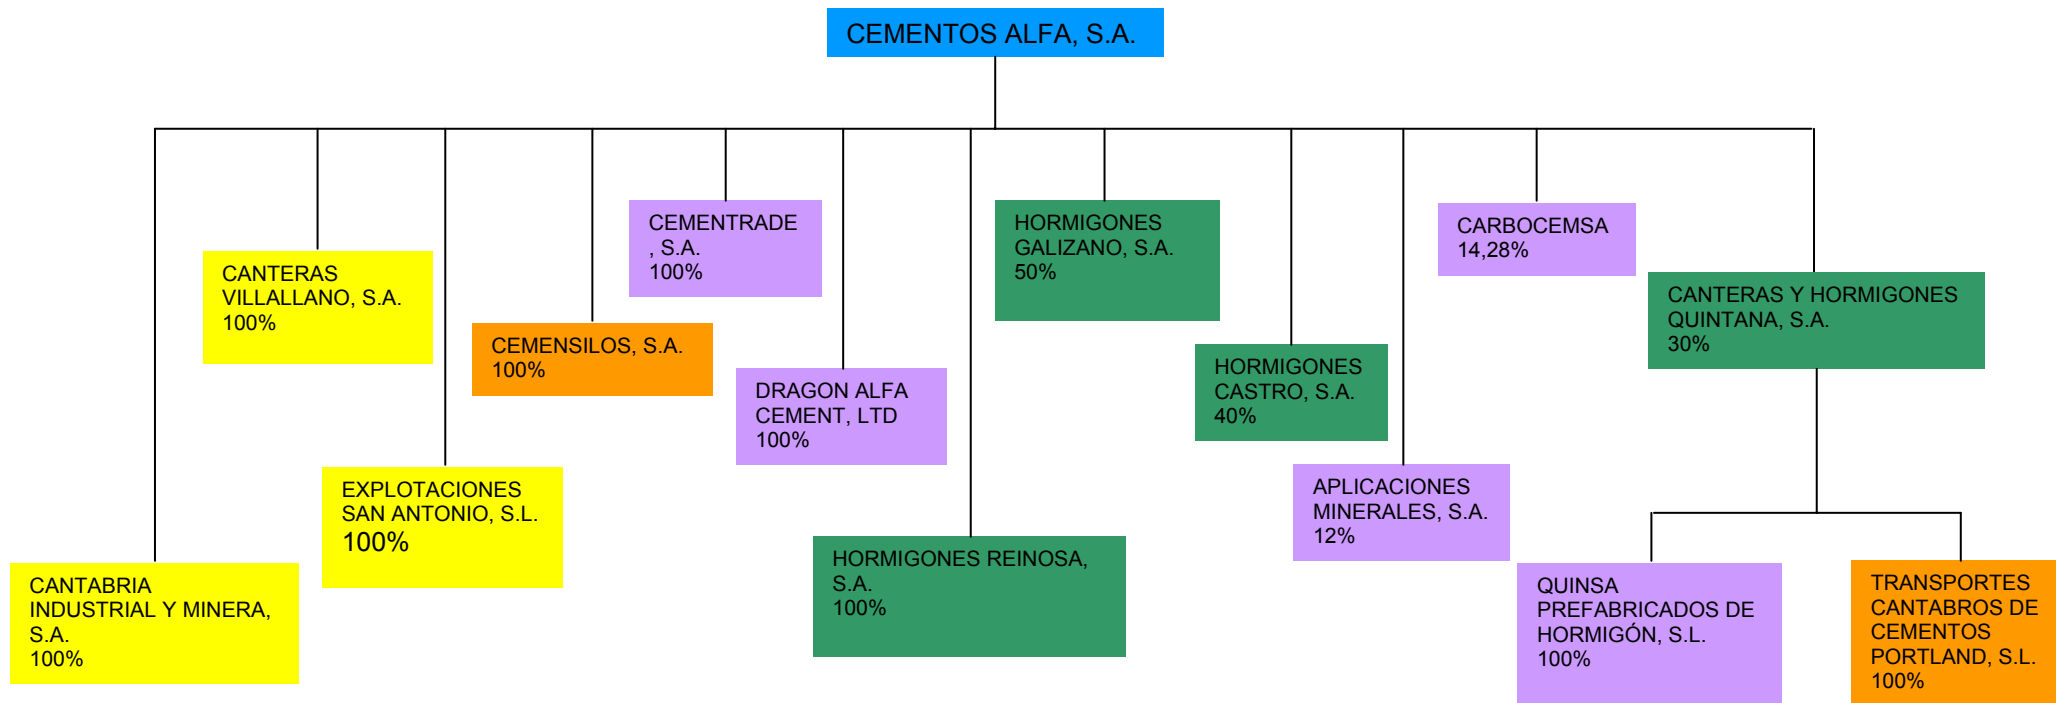 CEMENTOS ALFA, S.A.
CEMENTRADE
, S.A.
100%
HORMIGONES
GALIZANO, S.A.
50%
CARBOCEMSA
14,28%
CANTERAS
VILLALLANO, S.A.
100%
CANTERAS Y HORMIGONES
QUINTANA, S.A.
30%
CEMENSILOS, S.A.
100%
HORMIGONES
CASTRO, S.A.
40%
DRAGON ALFA
CEMENT, LTD
100%
EXPLOTACIONES
SAN ANTONIO, S.L.
100%
APLICACIONES
MINERALES, S.A.
12%
HORMIGONES REINOSA,
S.A.
100%
CANTABRIA
INDUSTRIAL Y MINERA,
S.A.
100%
QUINSA
PREFABRICADOS DE
HORMIGÓN, S.L.
100%
TRANSPORTES
CANTABROS DE
CEMENTOS
PORTLAND, S.L.
100%